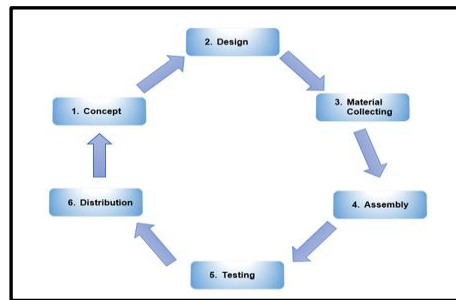 1. Concept
2. Design
3. Material
Collecting
4. Assembly
5. Testing
6. Distribution